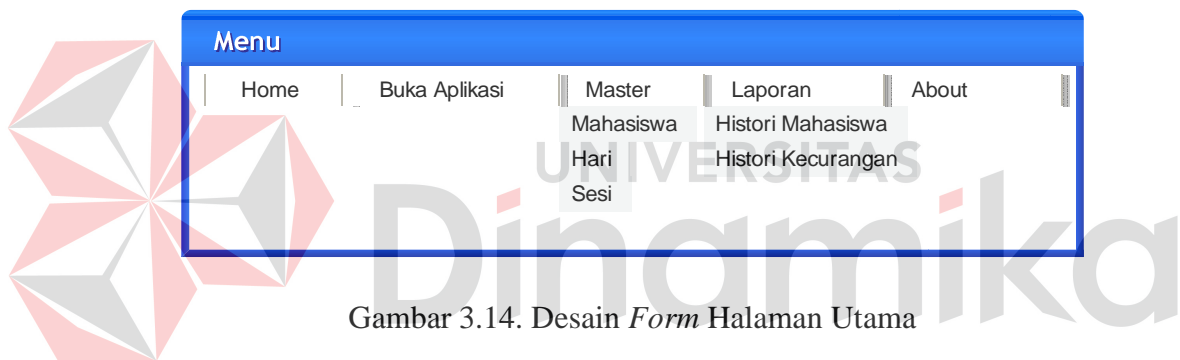 Menu
Home Buka Aplikasi Master Laporan About
Mahasiswa Histori Mahasiswa
Hari Histori Kecurangan
Sesi
UNIVERSITAS
Dinamika
Gambar 3.14. Desain Form Halaman Utama